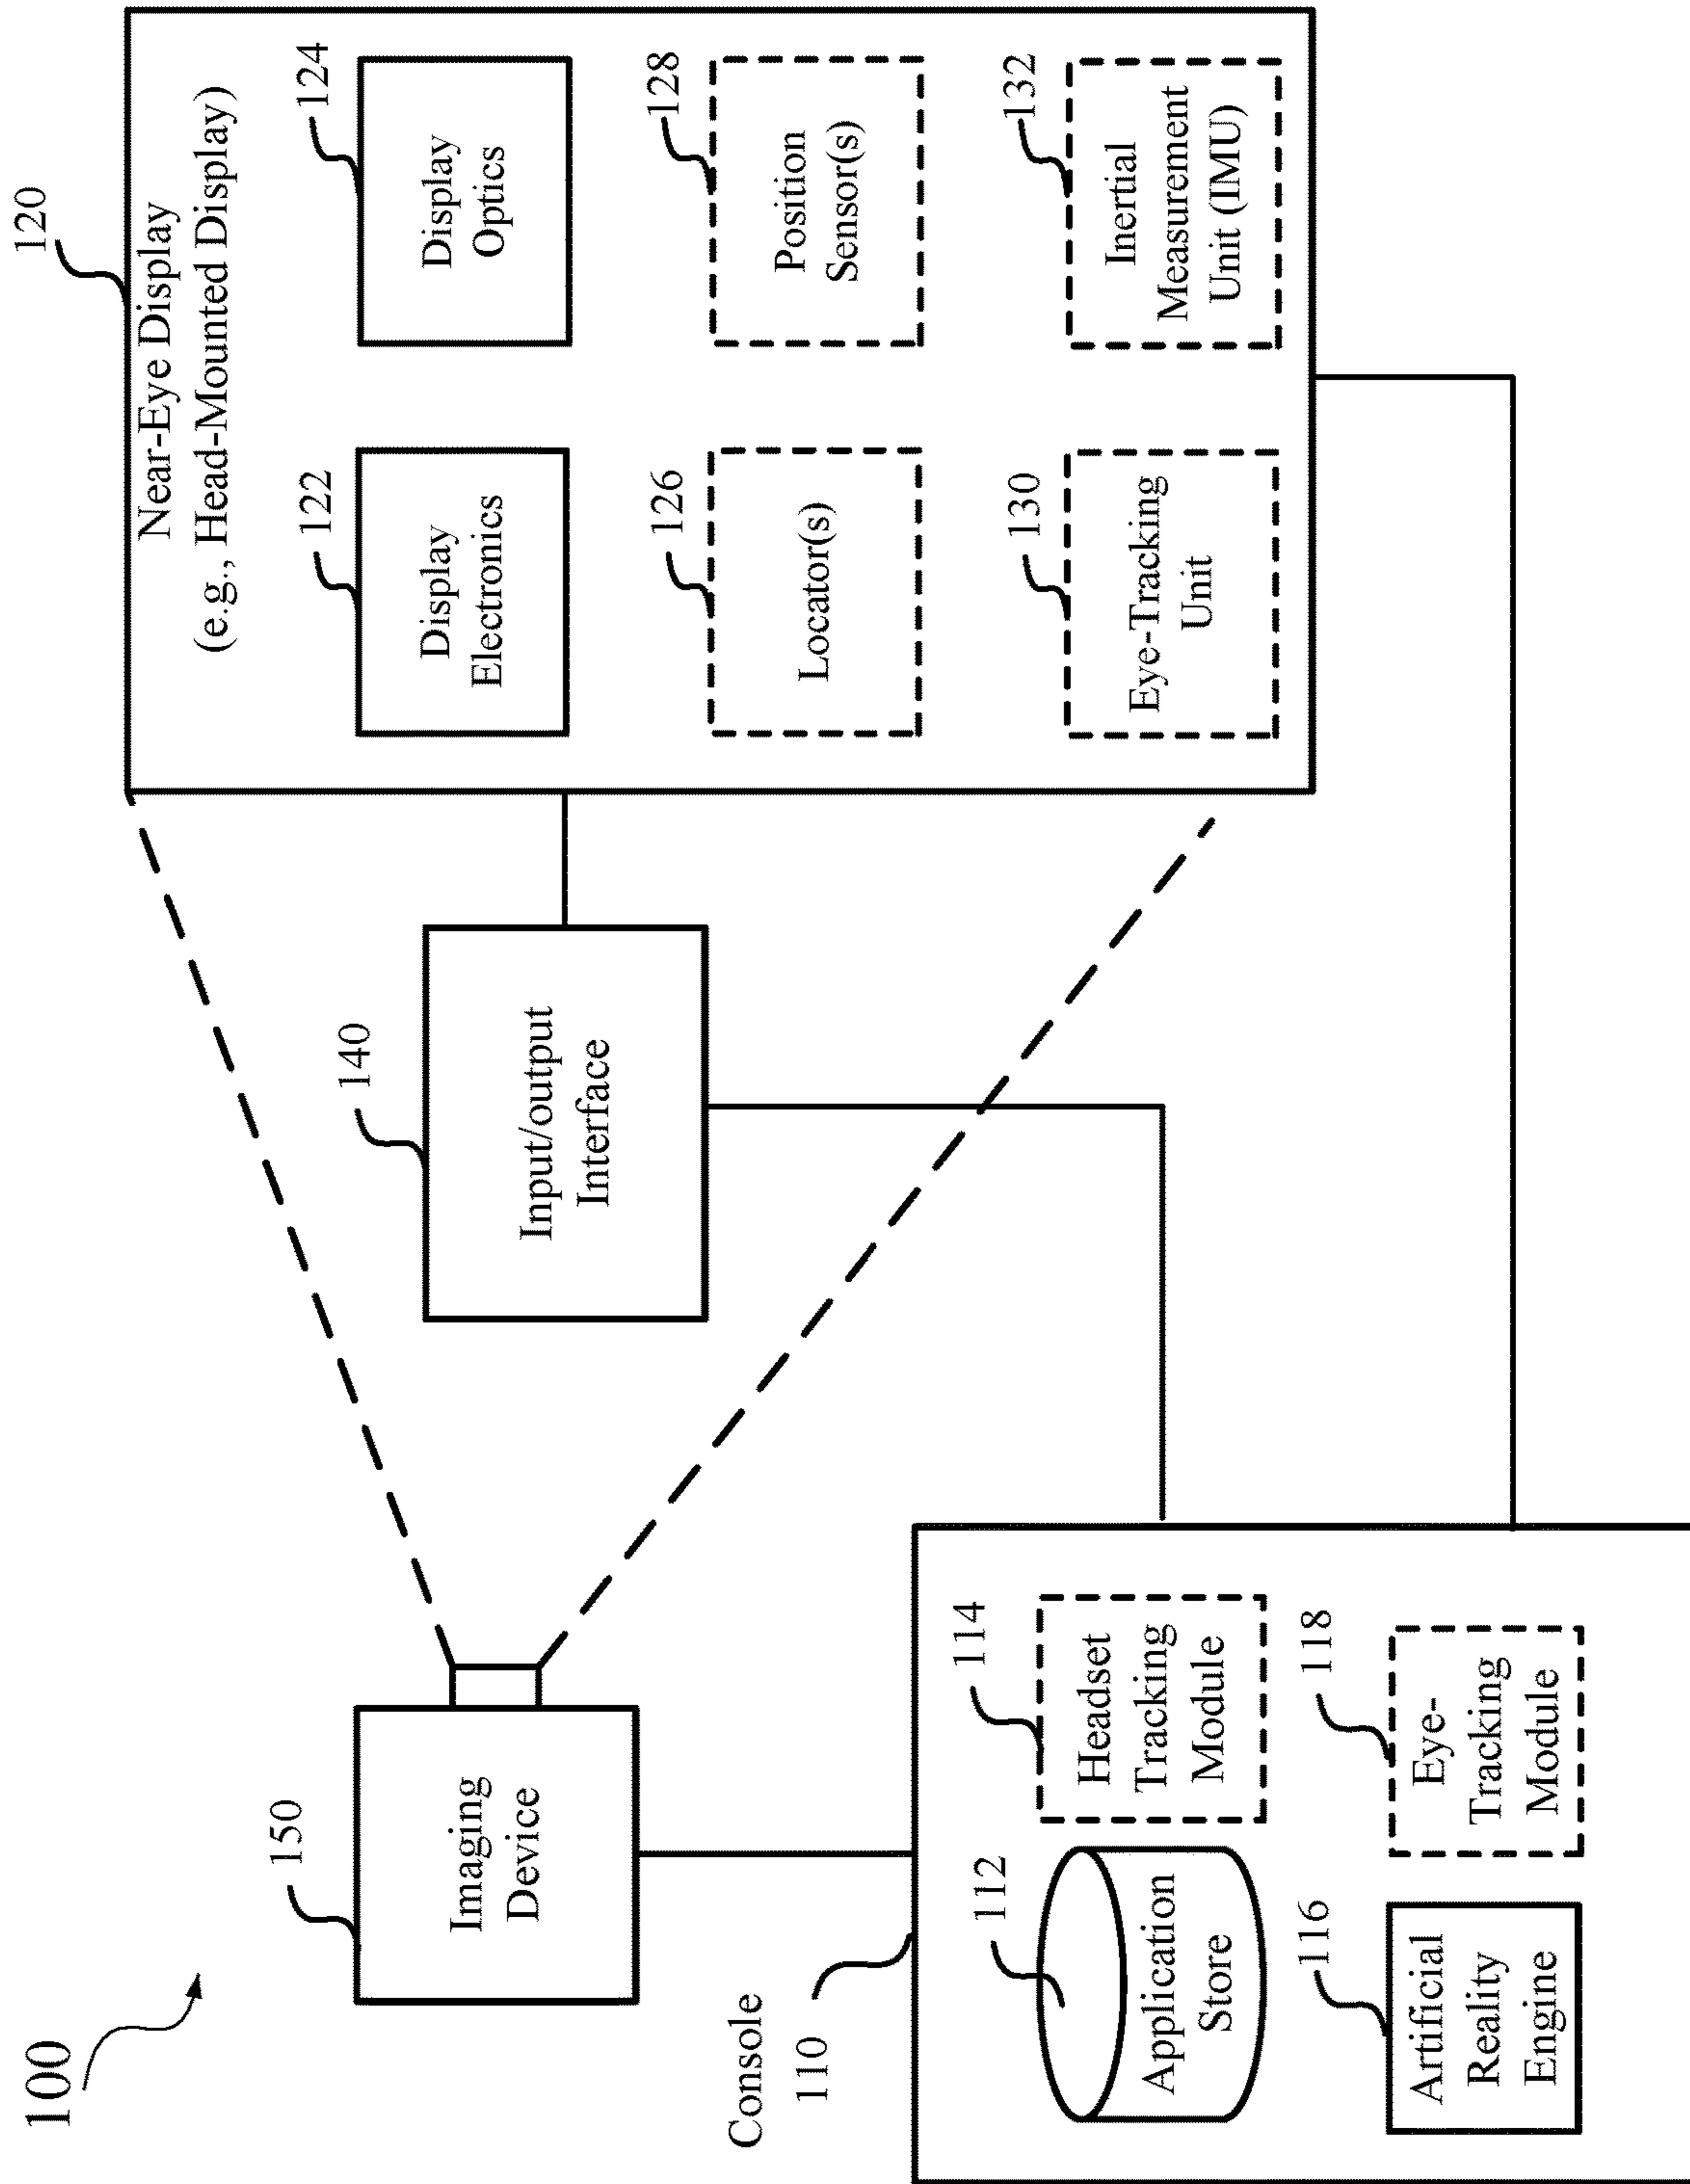 100
120
Near-Eye Display
(e.g., Head-Mounted Display)
122
Display
Electronics
124
Display
Optics
126
Locator(s)
128
Position
Sensor(s)
130
Eye-Tracking
Unit
132
Inertial
Measurement
Unit (IMU)
140
Input/output
Interface
150
Imaging
Device
Console
110
112
Application
Store
114
Headset
Tracking
Module
116
Artificial
Reality
Engine
118
Eye-
Tracking
Module